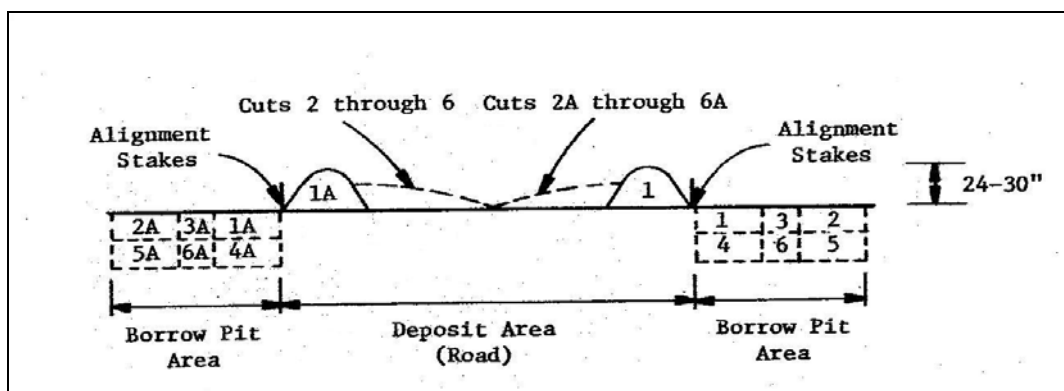 Cuts 2 through 6 Cuts 2A through 6A
Alignment
Stakes
Alignment
Stakes
24-30"
1A
1
2A 3A 1A
5A 6A 4A
1 3 2
4 6 5
Borrow Pit
Area
Deposit Area
(Road)
Borrow Pit
Area